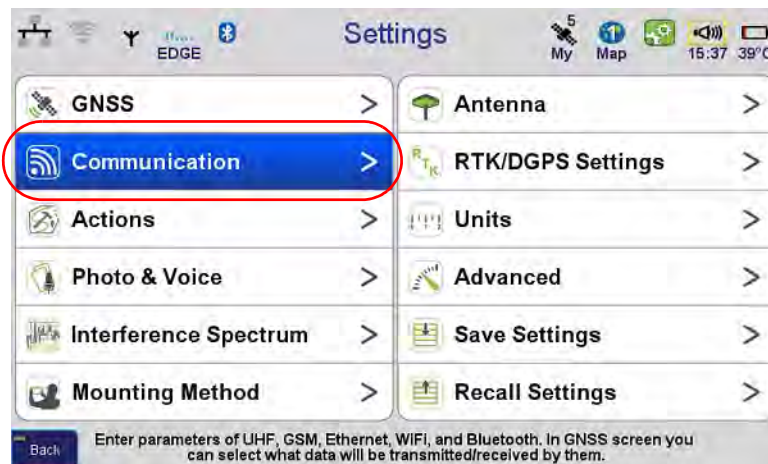 Settings
5
EDGE
My
1
Map
15:37
39°C
GNSS >
Antenna >
Communication >
RTK
RTK/DGPS Settings >
Actions >
Units >
Photo & Voice >
Advanced >
Interference Spectrum >
Save Settings >
Mounting Method >
Recall Settings >
Back
Enter parameters of UHF, GSM, Ethernet, WiFi, and Bluetooth. In GNSS screen you
can select what data will be transmitted/received by them.